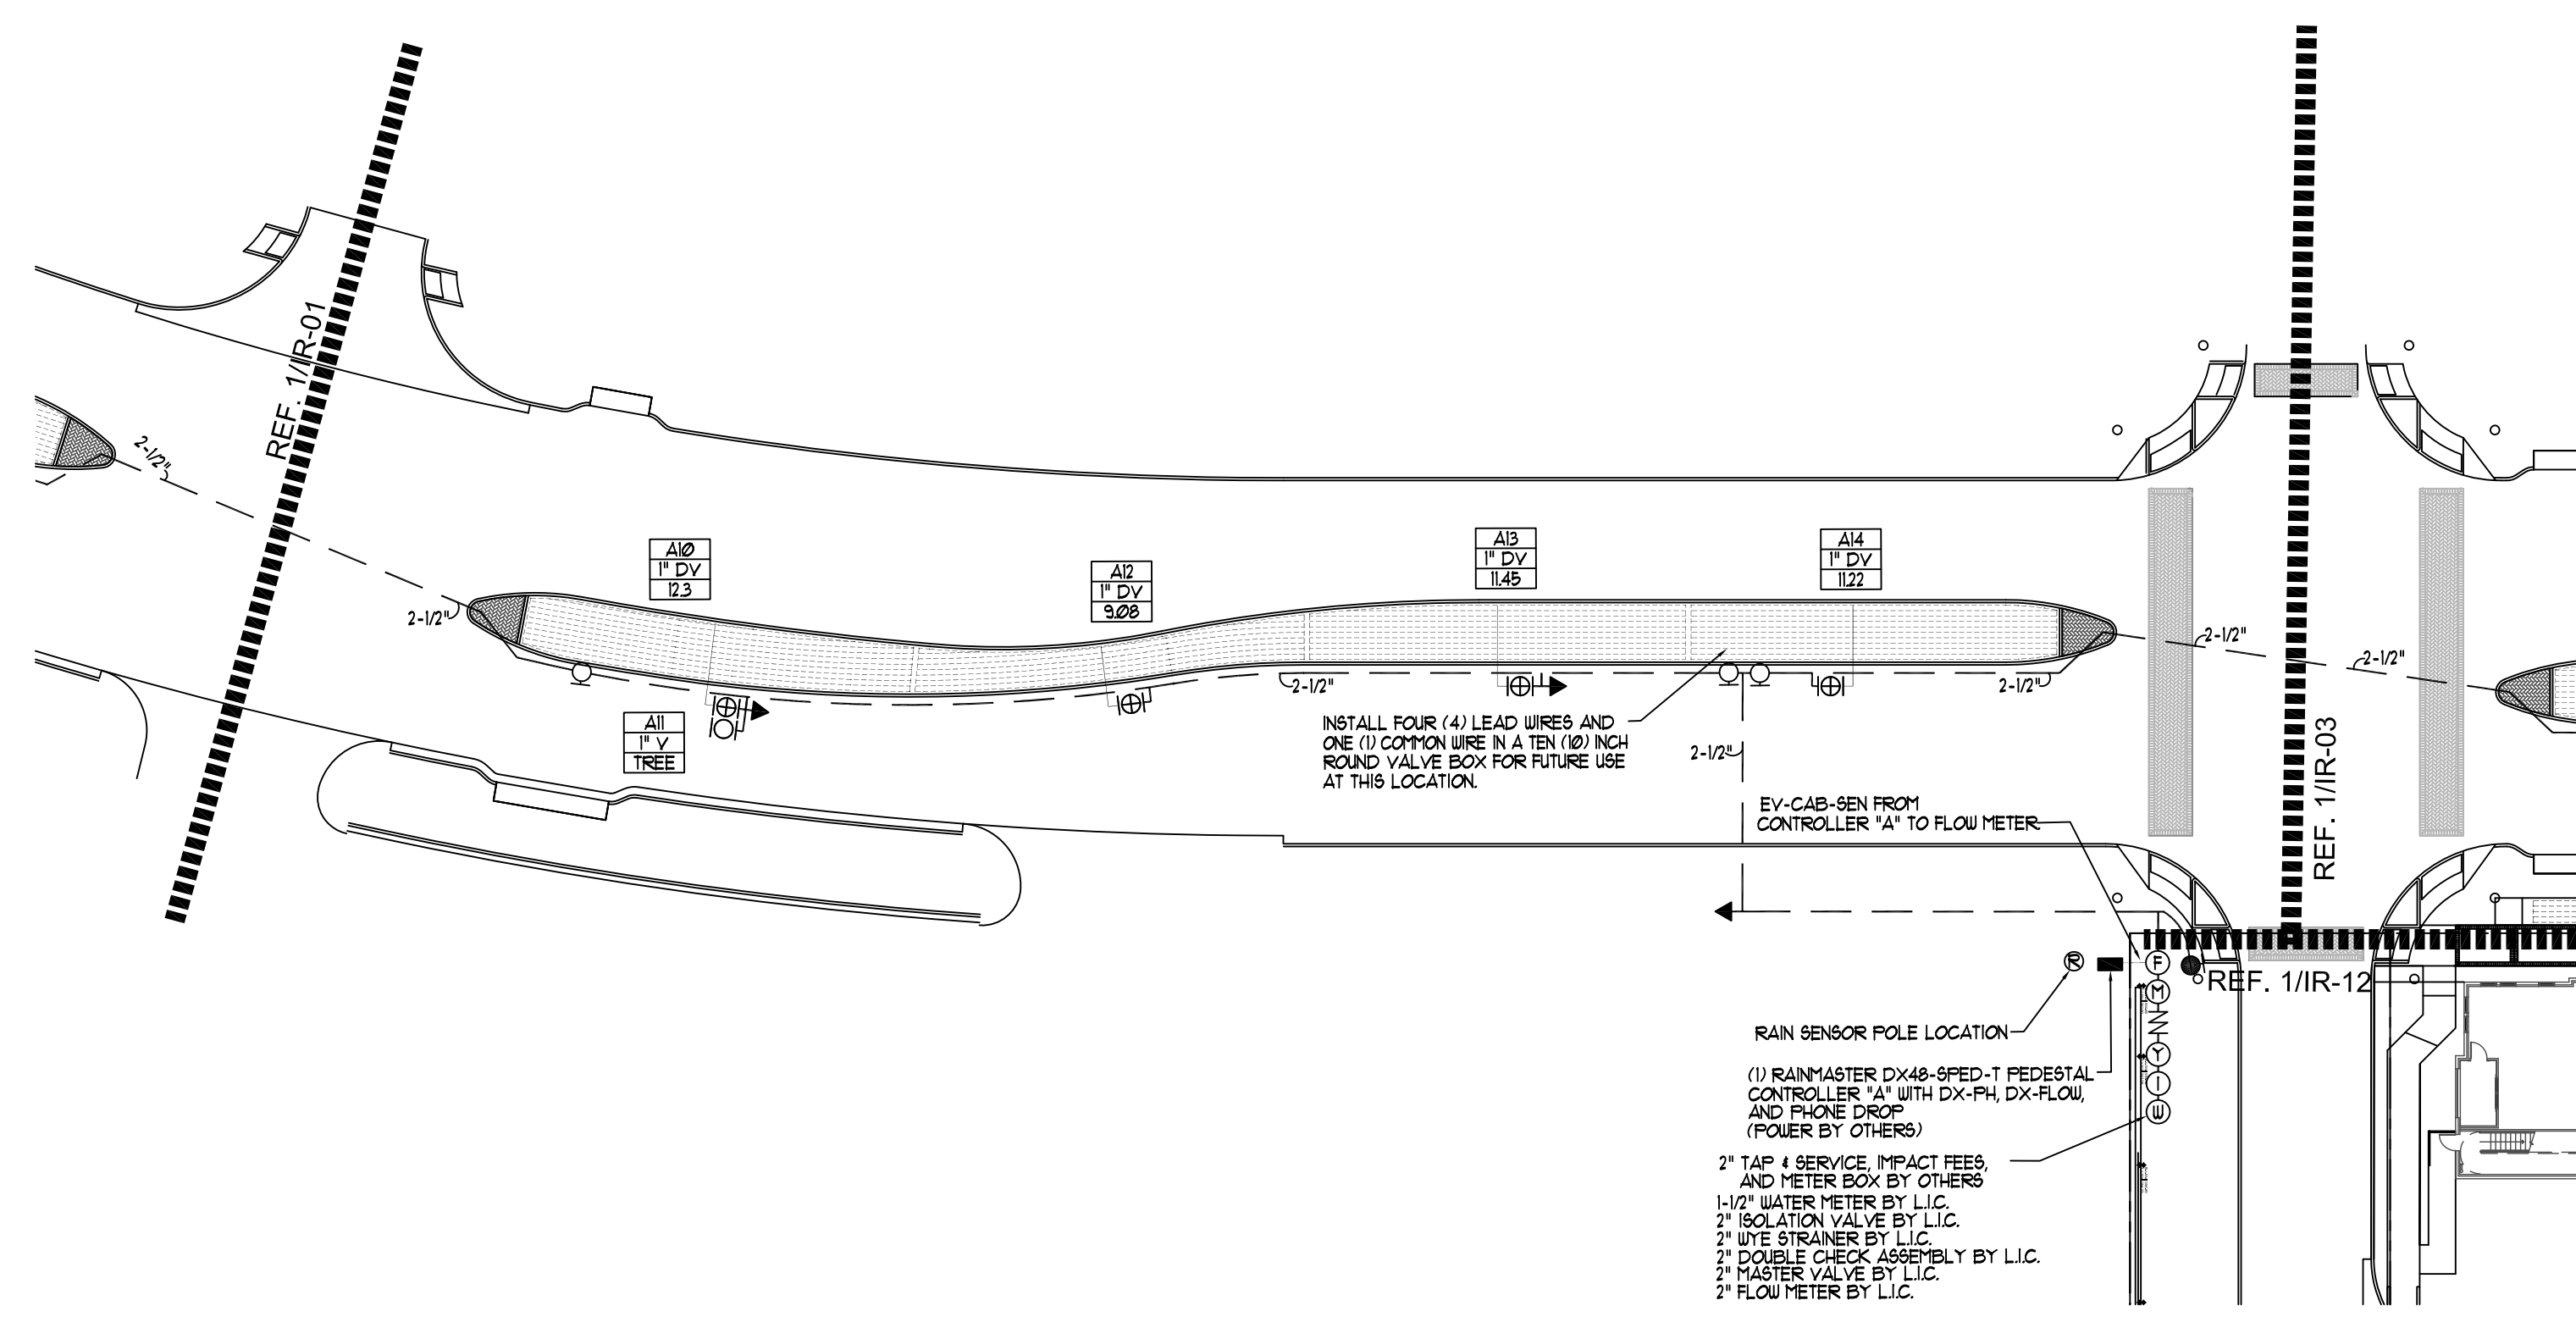 REF. 1/IR-01
2-1/2"
2-1/2"
A10
1" DV
12.3
A12
1" DV
9.08
A13
1" DV
11.45
A14
1" DV
11.22
A11
1" V
TREE
2-1/2"
2-1/2"
2-1/2"
2-1/2"
2-1/2"
INSTALL FOUR (4) LEAD WIRES AND
ONE (1) COMMON WIRE IN A TEN (10) INCH
ROUND VALVE BOX FOR FUTURE USE
AT THIS LOCATION.
EV-CAB-SEN FROM
CONTROLLER "A" TO FLOW METER
REF. 1/IR-03
REF. 1/IR-12
R
F
M
Y
I
W
RAIN SENSOR POLE LOCATION
(1) RAINMASTER DX48-SPED-T PEDESTAL
CONTROLLER "A" WITH DX-PH, DX-FLOW,
AND PHONE DROP
(POWER BY OTHERS)
2" TAP & SERVICE, IMPACT FEES,
AND METER BOX BY OTHERS
1-1/2" WATER METER BY L.I.C.
2" ISOLATION VALVE BY L.I.C.
2" WYE STRAINER BY L.I.C.
2" DOUBLE CHECK ASSEMBLY BY L.I.C.
2" MASTER VALVE BY L.I.C.
2" FLOW METER BY L.I.C.